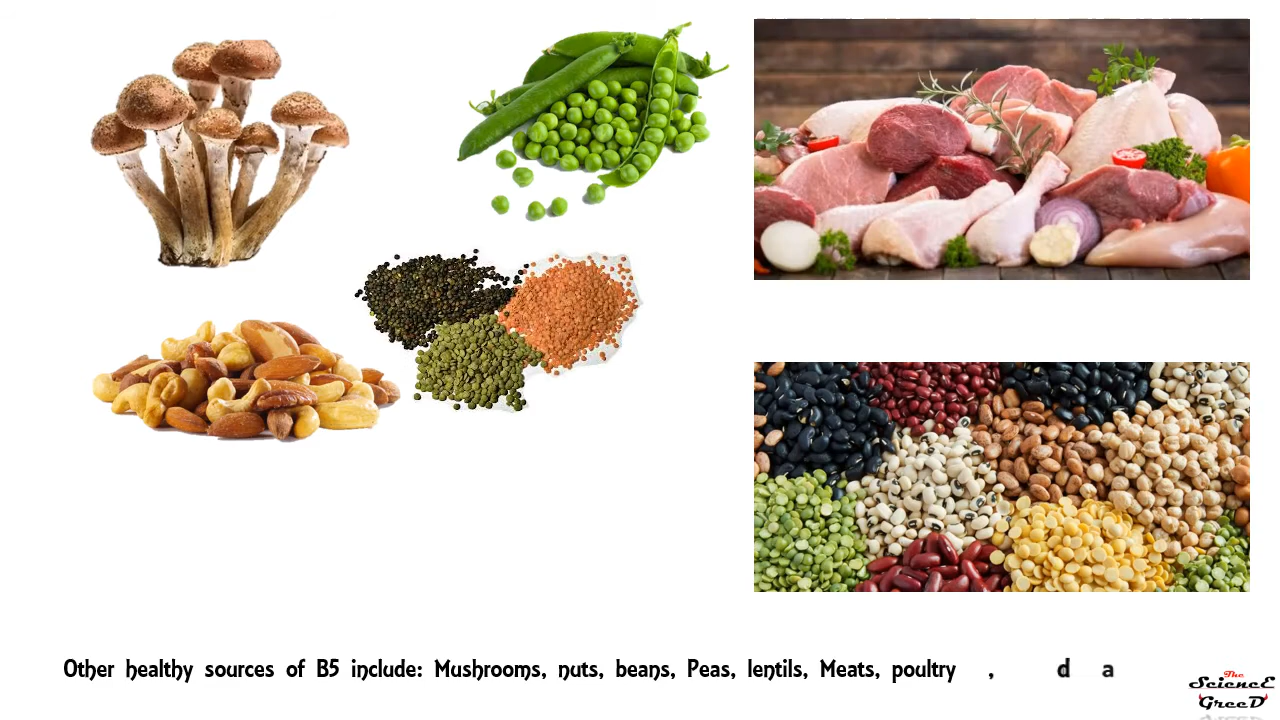 Other healthy sources of B5 include: Mushrooms, nuts, beans, Peas, lentils, Meats, poultry , d a
The
SciencE
GreeD